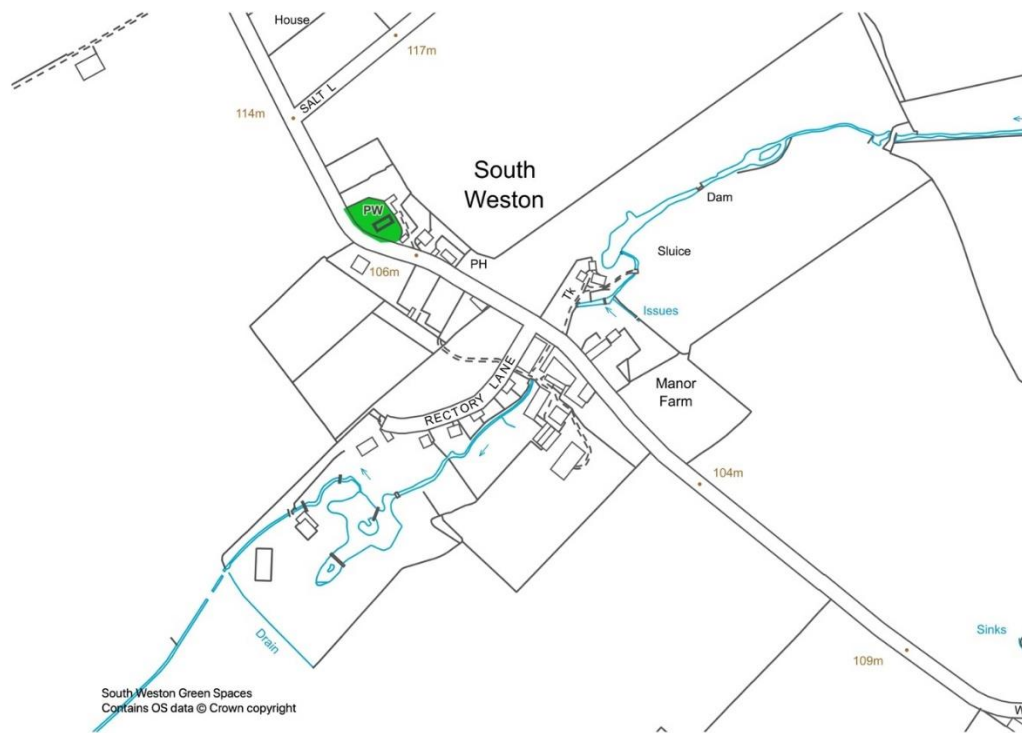 House
117m
SALT L
114m
South
Weston
PW
Dam
106m
PH
Sluice
Tk
Issues
RECTORY LANE
Manor
Farm
104m
Drain
Sinks
109m
South Weston Green Spaces
Contains OS data © Crown copyright
W